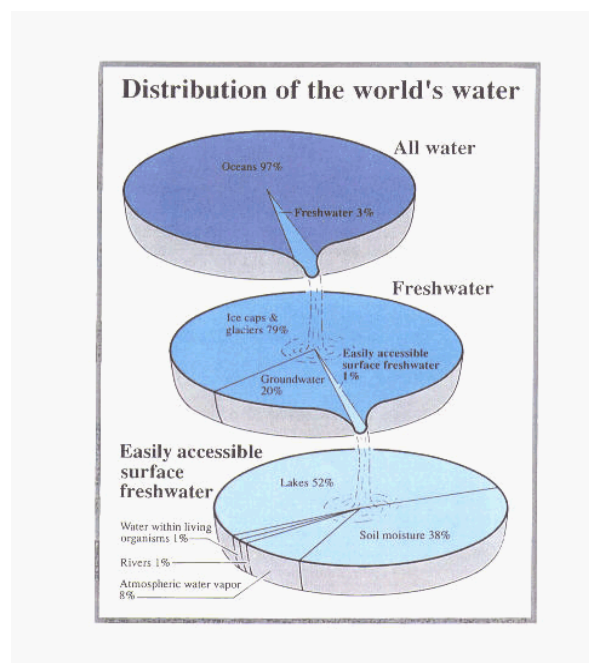 Distribution of the world's water
All water
Oceans 97%
Freshwater 3%
Freshwater
Ice caps &
glaciers 79%
Easily accessible
surface freshwater
1%
Groundwater
20%
Easily accessible
surface
freshwater
Lakes 52%
Water within living
organisms 1%
Soil moisture 38%
Rivers 1%
Atmospheric water vapor
8%